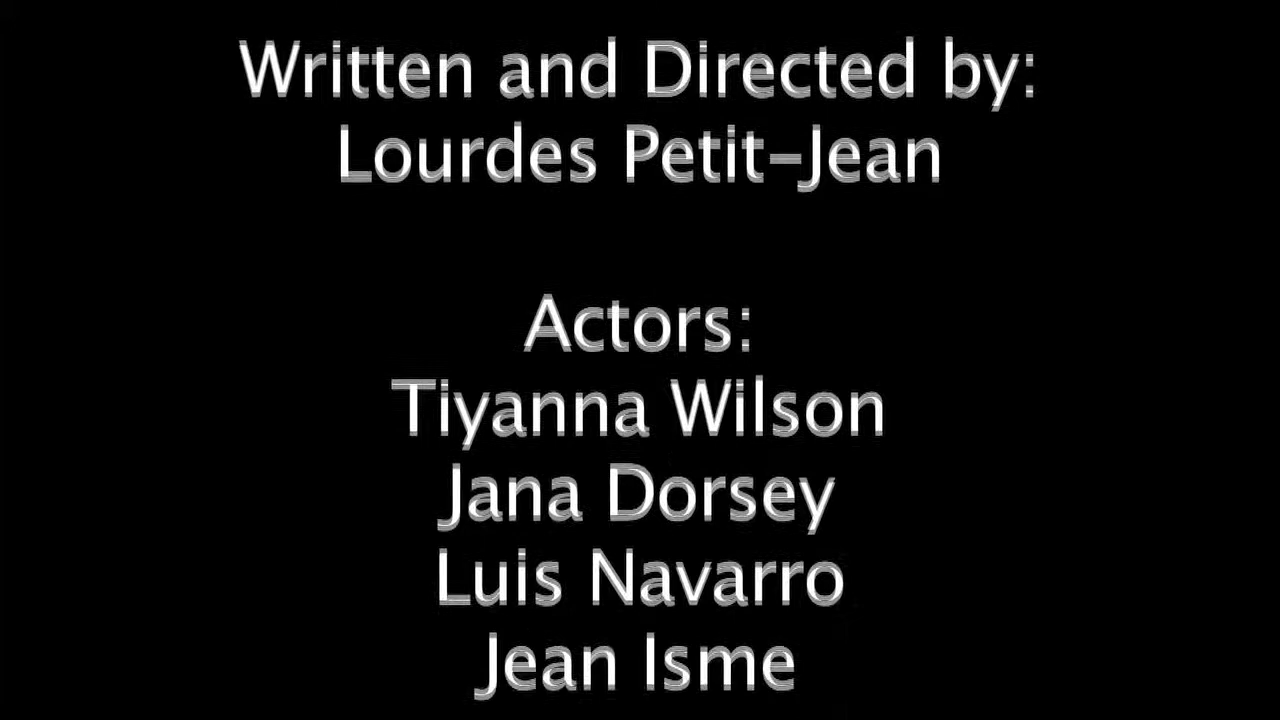 Written and Directed by:
Lourdes Petit-Jean
Actors:
Tiyanna Wilson
Jana Dorsey
Luis Navarro
Jean Isme